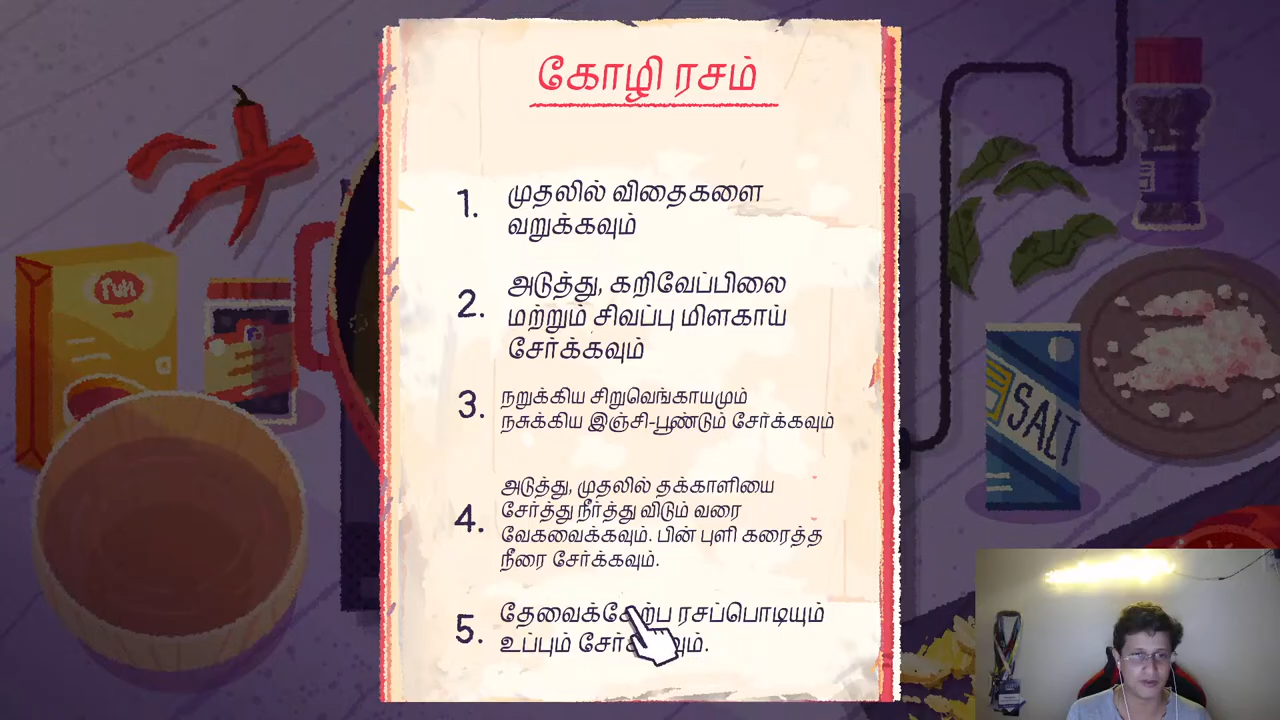 கோழி ரசம்
1. முதலில் விதைகளை
வறுக்கவும்
2. அடுத்து, கறிவேப்பிலை
மற்றும் சிவப்பு மிளகாய்
சேர்க்கவும்
3. நறுக்கிய சிறுவெங்காயமும்
நசுக்கிய இஞ்சி-பூண்டும் சேர்க்கவும்
4. அடுத்து, முதலில் தக்காளியை
சேர்த்து நீர்த்து விடும் வரை
வேகவைக்கவும். பின் புளி கரைத்த
நீரை சேர்க்கவும்.
5. தேவைக்கேற்ப ரசப்பொடியும்
உப்பும் சேர்க்கவும்.
SALT